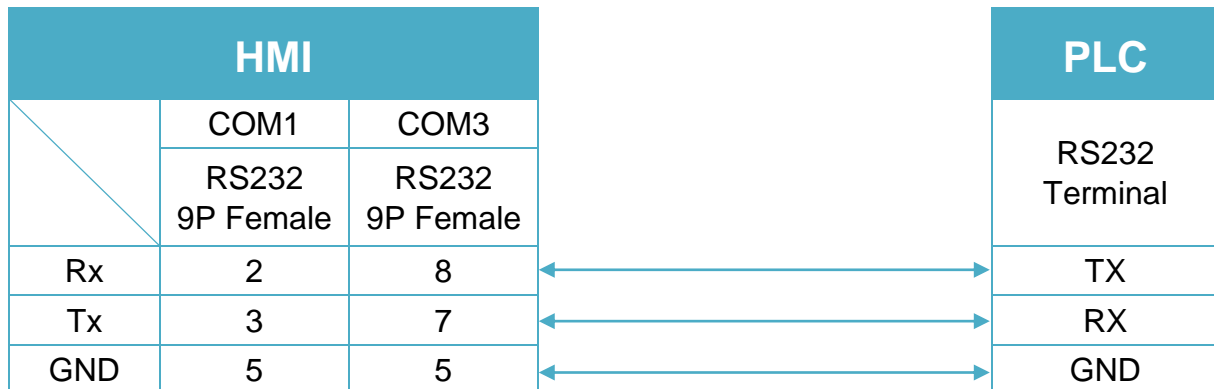 HMI PLC
COM1 COM3
RS232 RS232 RS232
9P Female 9P Female Terminal
Rx 2 8 TX
Tx 3 7 RX
GND 5 5 GND